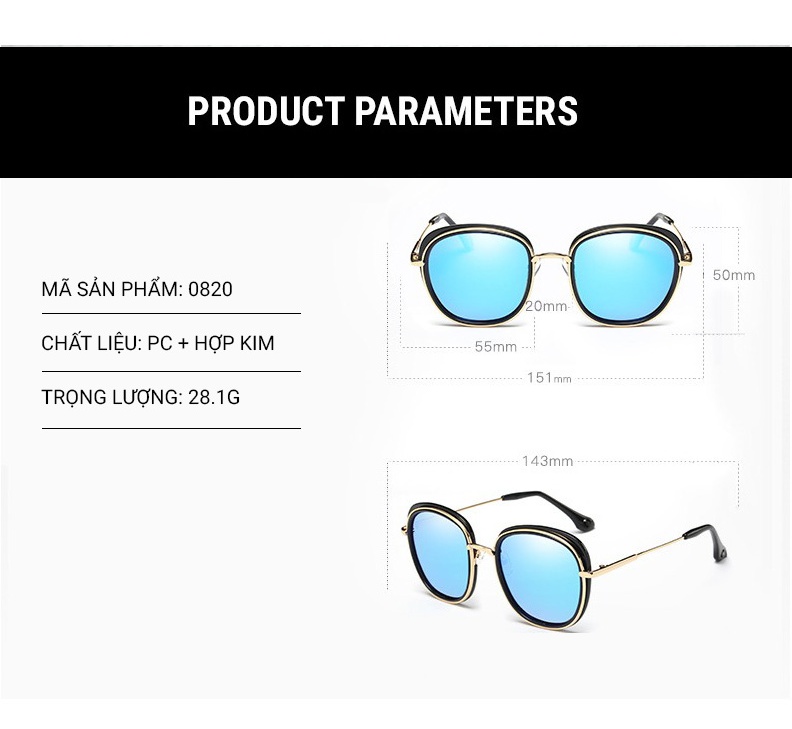 PRODUCT PARAMETERS
MÃ SẢN PHẨM: 0820
CHẤT LIỆU: PC + HỢP KIM
TRỌNG LƯỢNG: 28.1G
50mm
20mm
55mm
151mm
143mm